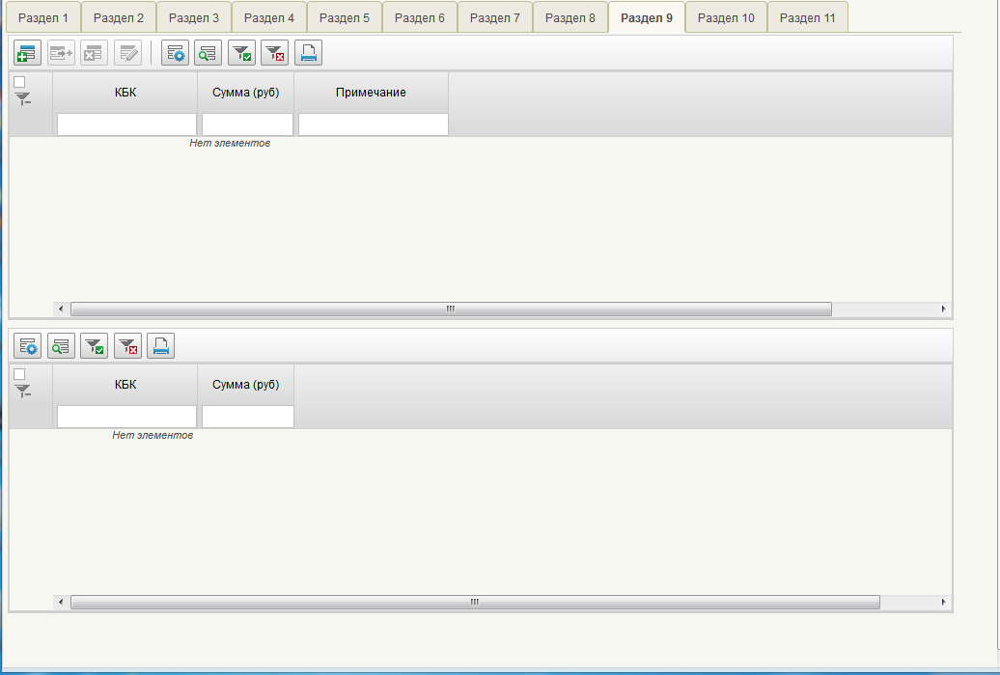 Раздел 1 Раздел 2 Раздел 3 Раздел 4 Раздел 5 Раздел 6 Раздел 7 Раздел 8 Раздел 9 Раздел 10 Раздел 11
КБК Сумма (руб) Примечание
Нет элементов
КБК Сумма (руб)
Нет элементов